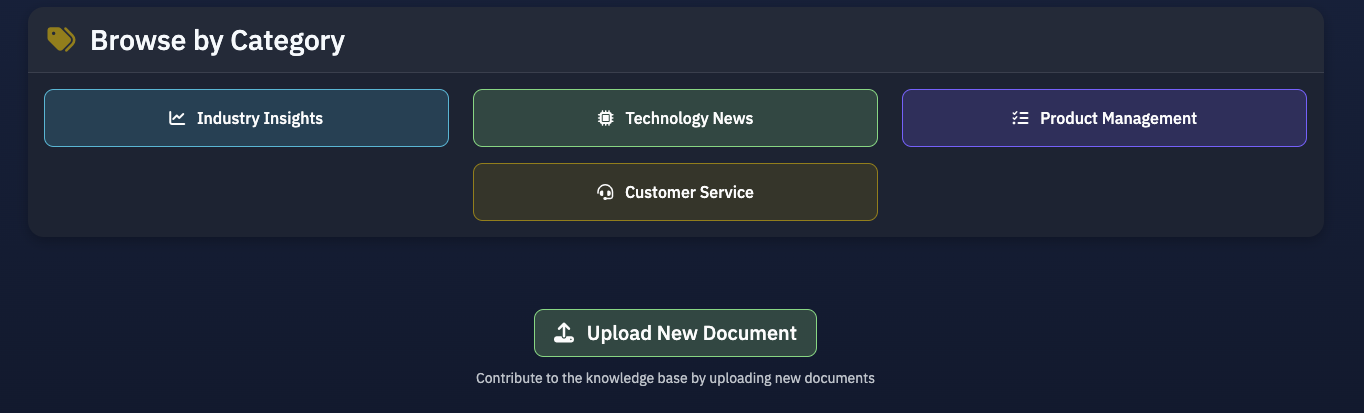 Browse by Category
Industry Insights
Technology News
Product Management
Customer Service
Upload New Document
Contribute to the knowledge base by uploading new documents